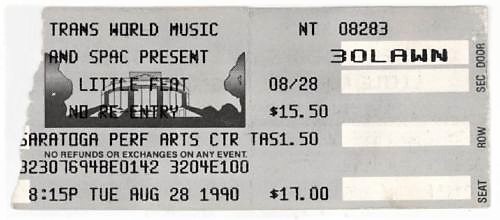 TRANS WORLD MUSIC NT 08283
AND SPAC PRESENT 30LAWN
LITTLE FEAT 08/28
NO RE-ENTRY $15.50
SARATOGA PERF ARTS CTR TAS1.50
NO REFUNDS OR EXCHANGES ON ANY EVENT.
32307694BE0142 3204E100
8:15P TUE AUG 28 1990 $17.00
SEC DOOR
ROW
SEAT